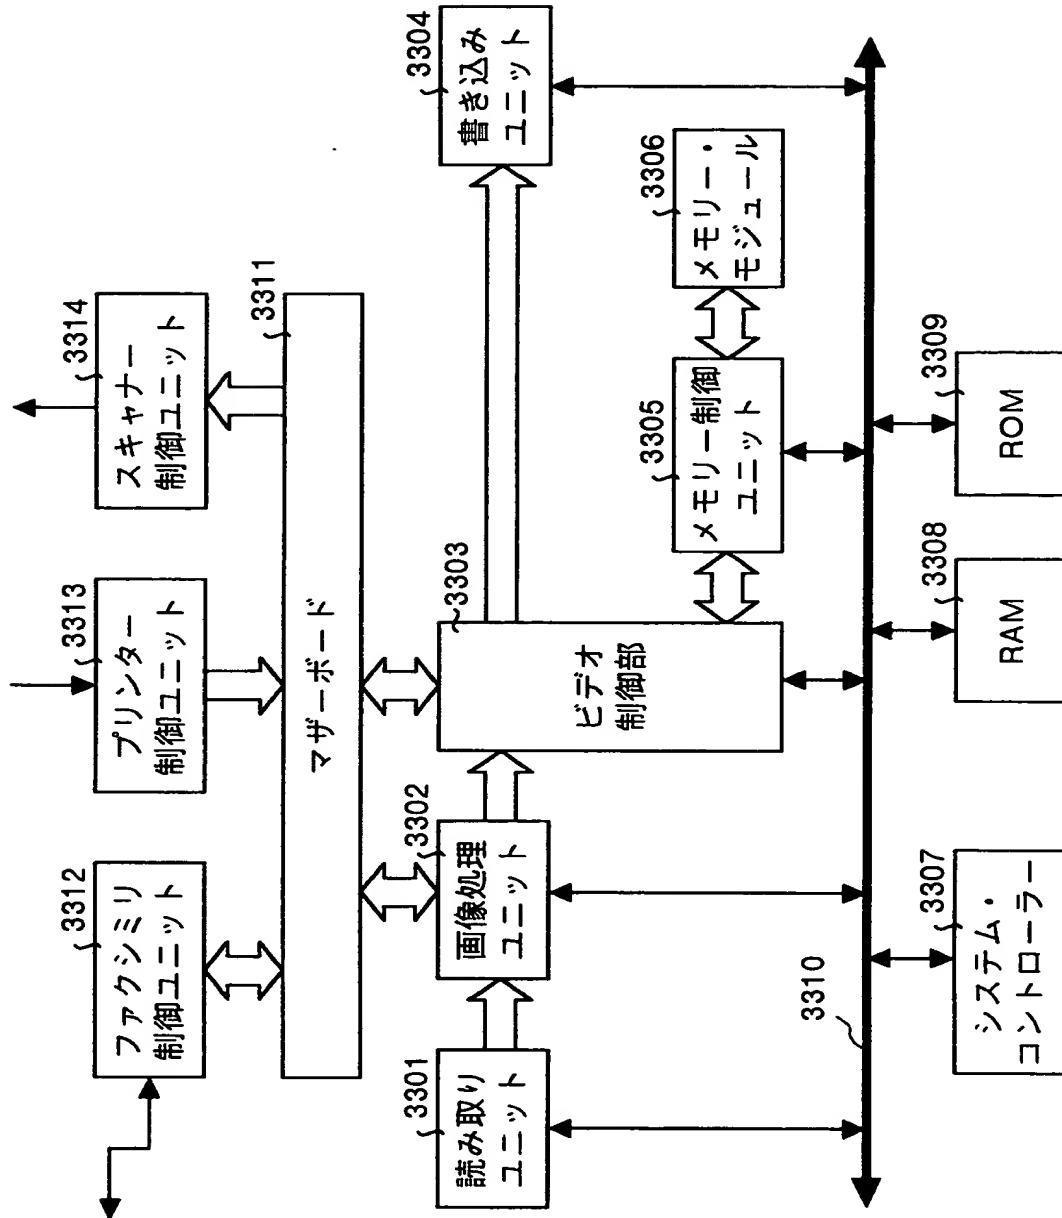 3312
ファクシミリ
制御ユニット
3313
プリンター
制御ユニット
3314
スキャナー
制御ユニット
3311
マザーボード
3301
読み取り
ユニット
3302
画像処理
ユニット
3303
ビデオ
制御部
3304
書き込み
ユニット
3305
メモリー制御
ユニット
3306
メモリー・
モジュール
3310
3307
システム・
コントローラー
3308
RAM
3309
ROM